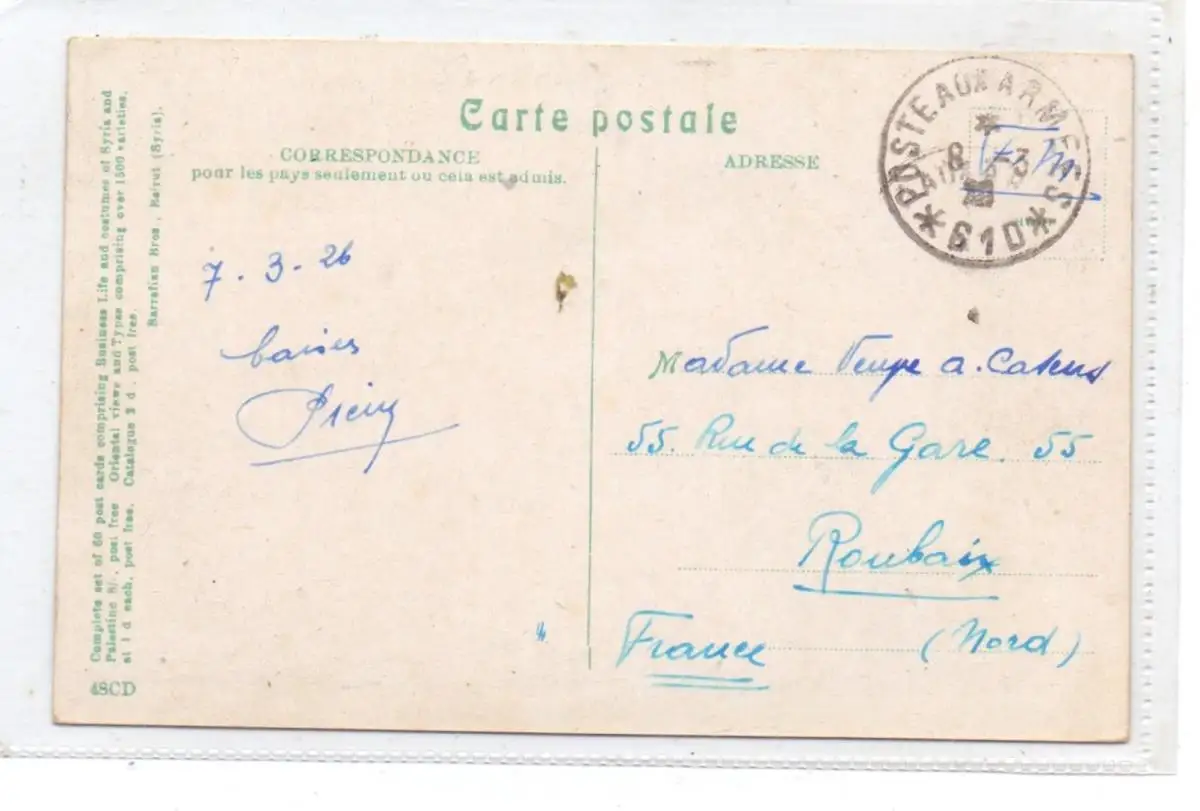 Carte postale
CORRESPONDANCE
pour les pays seulement ou cela est admis.
ADRESSE
POSTE AUX ARMEES
8 -3
610
F.M.
7.3.26
baisers
Madame
55. Rue de la Gare. 55
Roubaix
France (Nord)
Complete set of 60 post cards comprising Business Life and costumes of Syria and
Palestine 5/-, post free Oriental views and Types comprising over 1500 varieties.
at 1 d each, post free. Catalogue 2 d. post free.
Sarrafian Bros., Beirut (Syria).
48CD